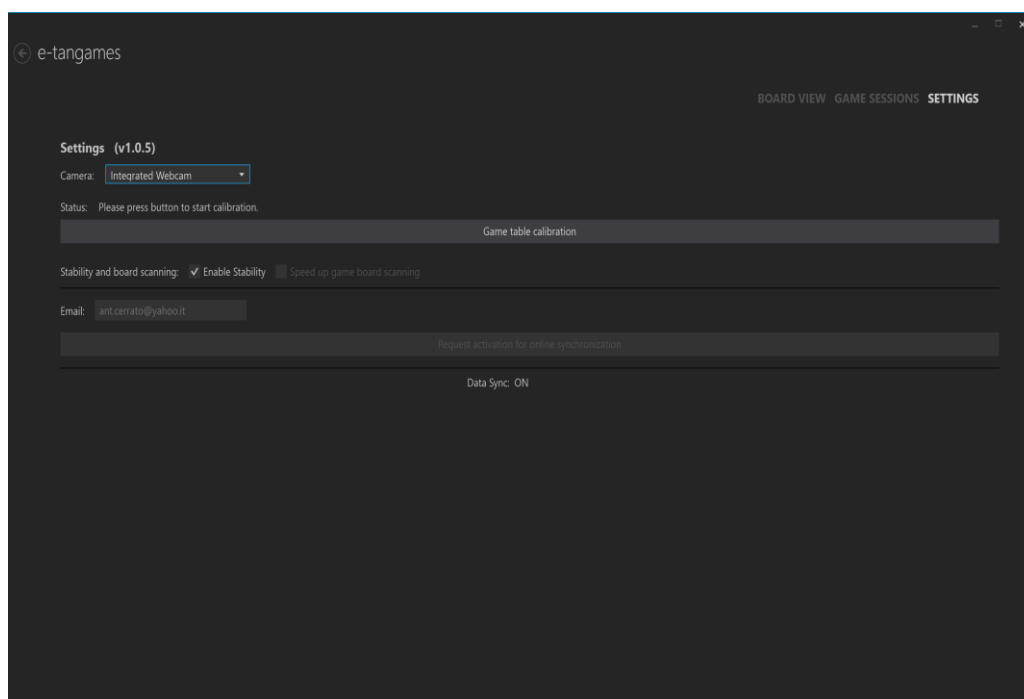 e-tangames
BOARD VIEW GAME SESSIONS SETTINGS
Settings (v1.0.5)
Camera: Integrated Webcam
Status: Please press button to start calibration.
Game table calibration
Stability and board scanning: Enable Stability Speed up game board scanning
Email: ant.cerrato@yahoo.it
Request activation for online synchronization
Data Sync: ON